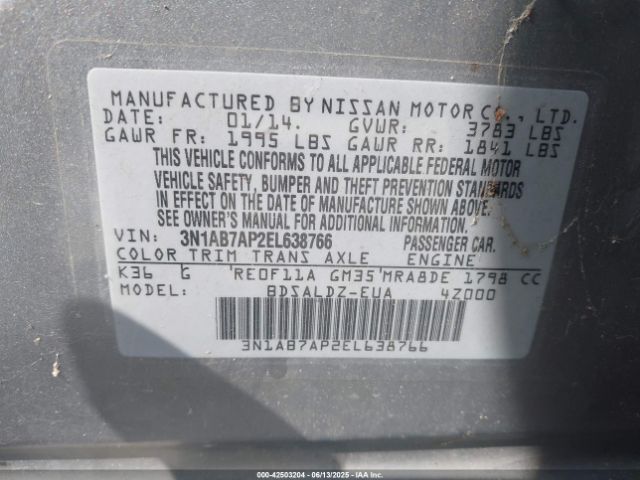 MANUFACTURED BY NISSAN MOTOR CO., LTD.
DATE: 01/14. GVWR: 3783 LBS
GAWR FR: 1995 LBS GAWR RR: 1841 LBS
THIS VEHICLE CONFORMS TO ALL APPLICABLE FEDERAL MOTOR
VEHICLE SAFETY, BUMPER AND THEFT PREVENTION STANDARDS
IN EFFECT ON THE DATE OF MANUFACTURE SHOWN ABOVE.
SEE OWNER'S MANUAL FOR ADDITIONAL INFORMATION.
VIN: 3N1AB7AP2EL638766 PASSENGER CAR.
COLOR TRIM TRANS AXLE ENGINE
K36 G RE0F11A GM35 MRA8DE 1798 CC
MODEL: BDSALDZ-EUA 4Z000
3N1AB7AP2EL638766
000-42503204 - 06/13/2025 - IAAI.COM